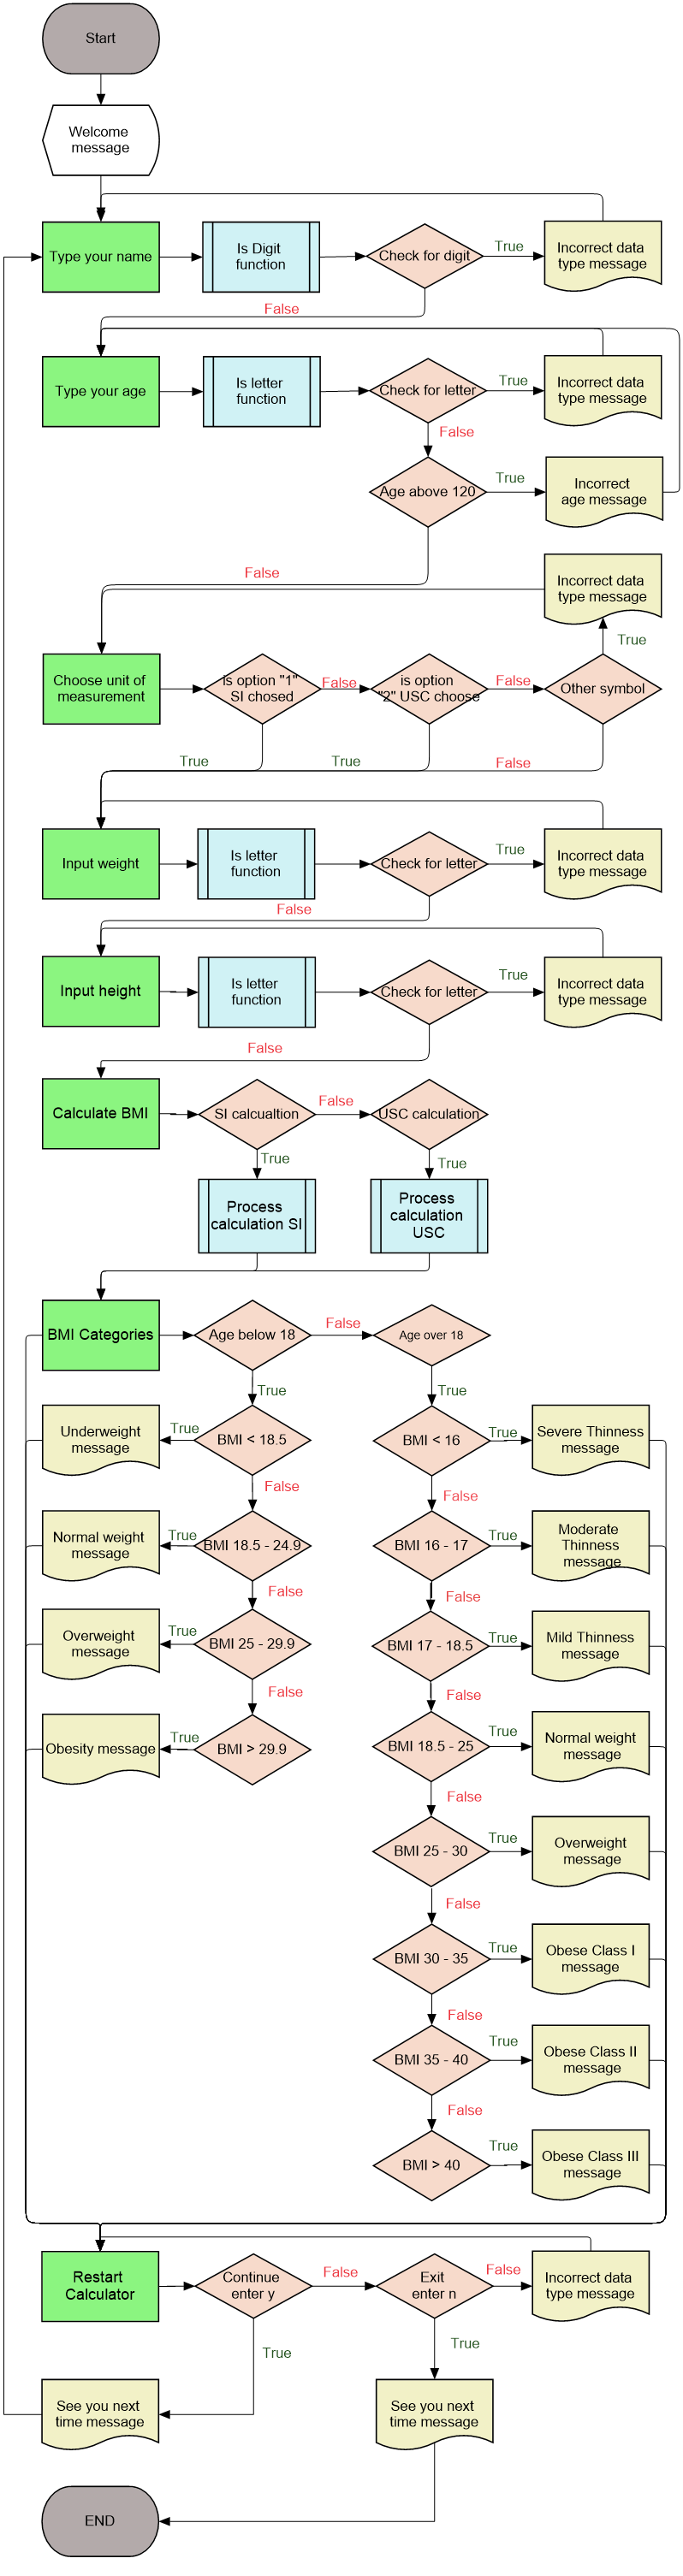 Start
Welcome
message
Type your name
Is Digit
function
Check for digit
True
Incorrect data
type message
False
Type your age
Is letter
function
Check for letter
True
Incorrect data
type message
False
Age above 120
True
Incorrect
age message
False
Incorrect data
type message
True
Choose unit of
measurement
Is option "1"
SI chosed
False
is option
"2" USC choose
False
Other symbol
True
True
False
Input weight
Is letter
function
Check for letter
True
Incorrect data
type message
False
Input height
Is letter
function
Check for letter
True
Incorrect data
type message
False
Calculate BMI
SI calcualtion
False
USC calculation
True
True
Process
calculation SI
Process
calculation
USC
BMI Categories
Age below 18
False
Age over 18
True
True
Underweight
message
True
BMI < 18.5
BMI < 16
True
Severe Thinness
message
False
False
Normal weight
message
True
BMI 18.5 - 24.9
BMI 16 - 17
True
Moderate
Thinness
message
False
False
Overweight
message
True
BMI 25 - 29.9
BMI 17 - 18.5
True
Mild Thinness
message
False
False
Obesity message
True
BMI > 29.9
BMI 18.5 - 25
True
Normal weight
message
False
BMI 25 - 30
True
Overweight
message
False
BMI 30 - 35
True
Obese Class I
message
False
BMI 35 - 40
True
Obese Class II
message
False
BMI > 40
True
Obese Class III
message
Restart
Calculator
Continue
enter y
False
Exit
enter n
False
Incorrect data
type message
True
True
See you next
time message
See you next
time message
END